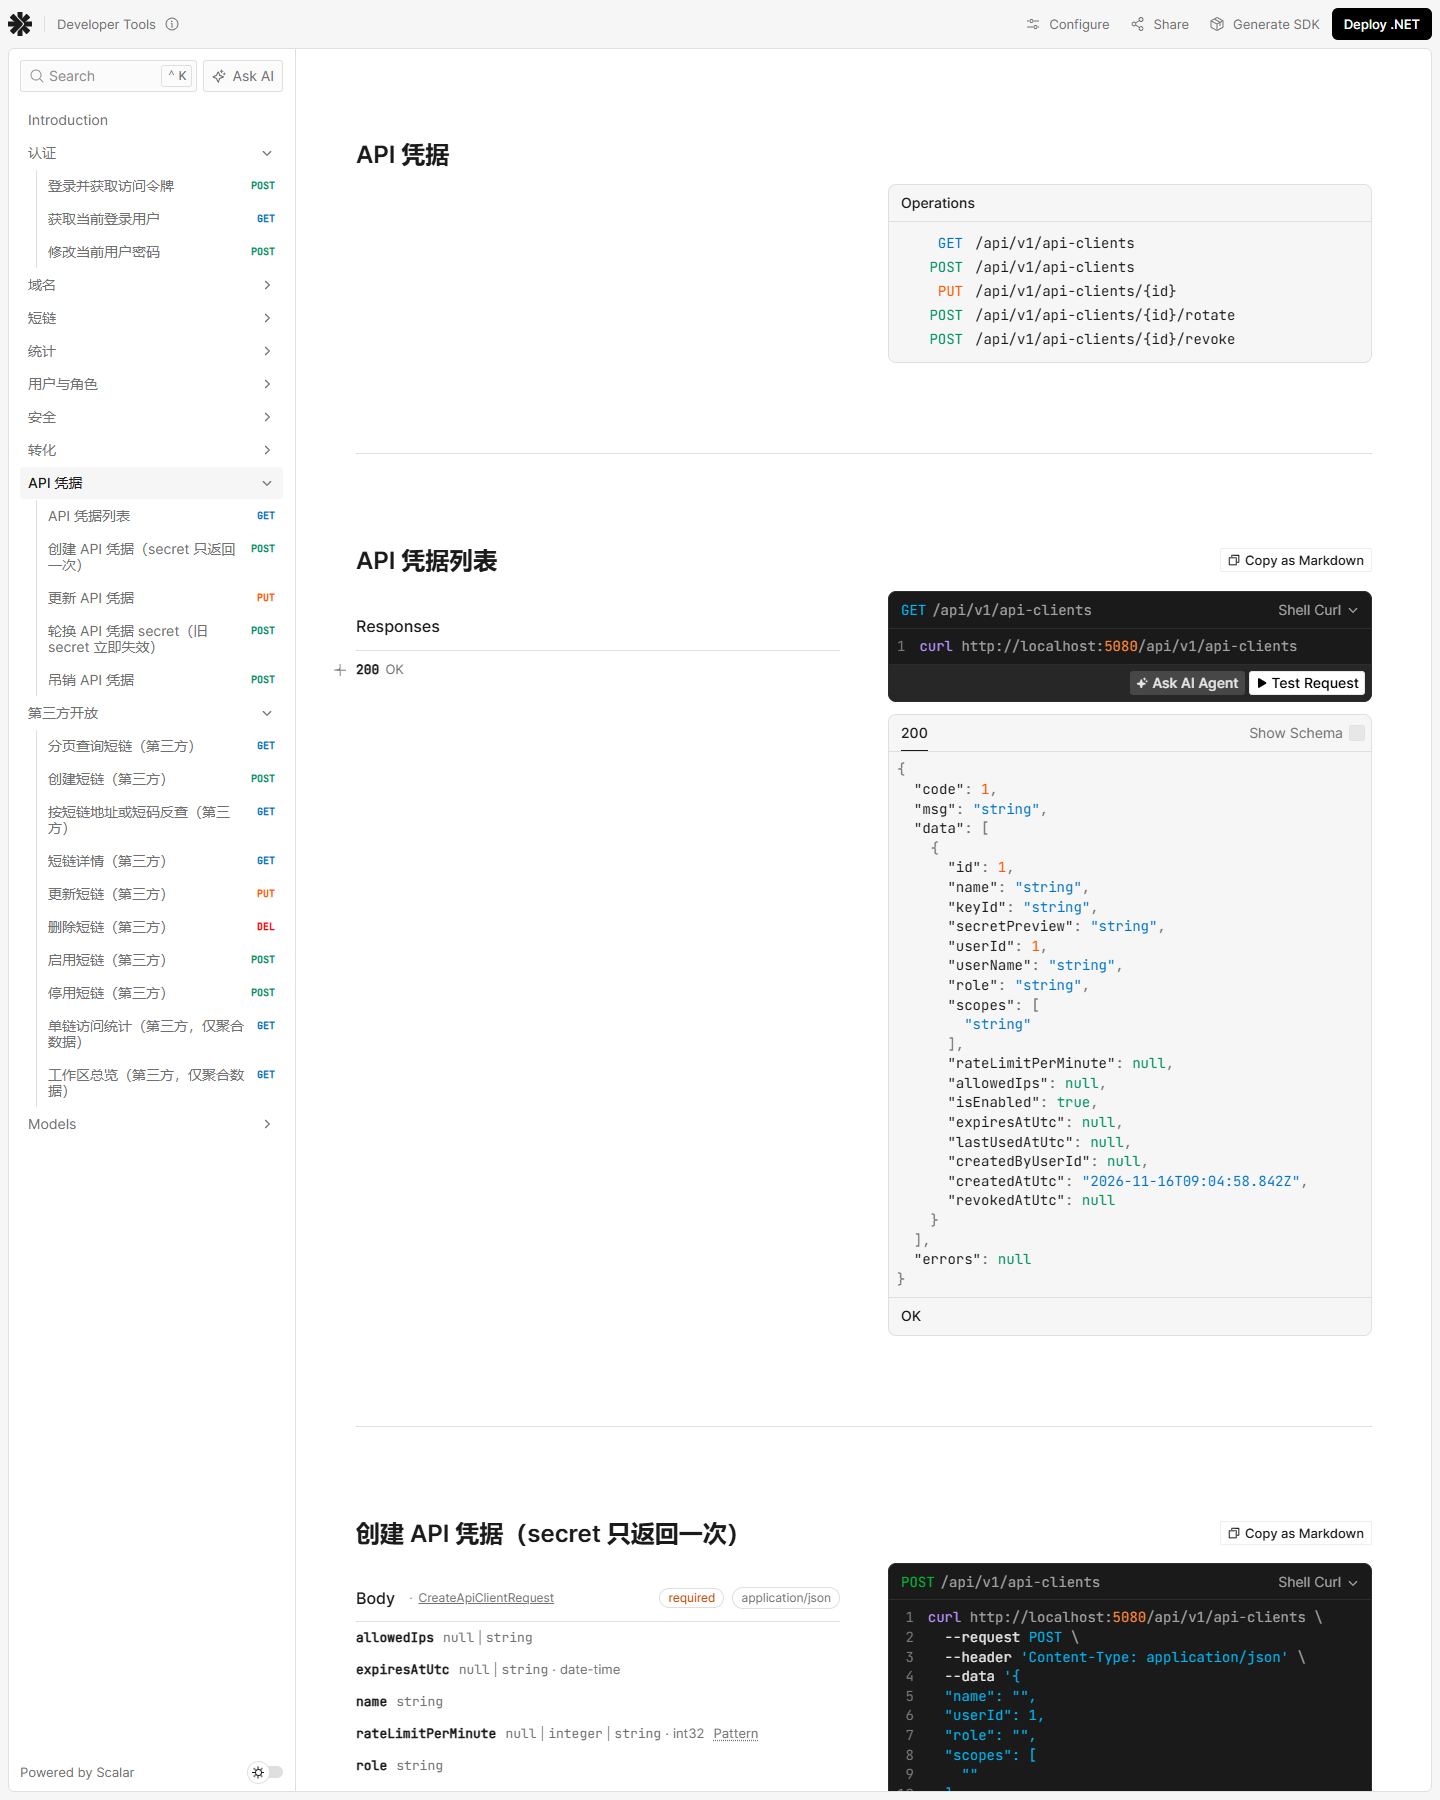 Developer Tools
Configure
Share
Generate SDK
Deploy .NET
Search
^ K
Ask AI
Introduction
认证
登录并获取访问令牌 POST
获取当前登录用户 GET
修改当前用户密码 POST
域名
短链
统计
用户与角色
安全
转化
API 凭据
API 凭据列表 GET
创建 API 凭据（secret 只返回 POST
一次）
更新 API 凭据 PUT
轮换 API 凭据 secret（旧 POST
secret 立即失效）
吊销 API 凭据 POST
第三方开放
分页查询短链（第三方） GET
创建短链（第三方） POST
按短链地址或短码反查（第三 GET
方）
短链详情（第三方） GET
更新短链（第三方） PUT
删除短链（第三方） DEL
启用短链（第三方） POST
停用短链（第三方） POST
单链访问统计（第三方，仅聚合 GET
数据）
工作区总览（第三方，仅聚合数 GET
据）
Models
Powered by Scalar
API 凭据
Operations
GET /api/v1/api-clients
POST /api/v1/api-clients
PUT /api/v1/api-clients/{id}
POST /api/v1/api-clients/{id}/rotate
POST /api/v1/api-clients/{id}/revoke
API 凭据列表
Copy as Markdown
Responses
200 OK
GET /api/v1/api-clients Shell Curl
1 curl http://localhost:5080/api/v1/api-clients
Ask AI Agent
Test Request
200 Show Schema
{
"code": 1,
"msg": "string",
"data": [
{
"id": 1,
"name": "string",
"keyId": "string",
"secretPreview": "string",
"userId": 1,
"userName": "string",
"role": "string",
"scopes": [
"string"
],
"rateLimitPerMinute": null,
"allowedIps": null,
"isEnabled": true,
"expiresAtUtc": null,
"lastUsedAtUtc": null,
"createdByUserId": null,
"createdAtUtc": "2026-11-16T09:04:58.842Z",
"revokedAtUtc": null
}
],
"errors": null
}
OK
创建 API 凭据（secret 只返回一次）
Copy as Markdown
Body · CreateApiClientRequest required application/json
allowedIps null | string
expiresAtUtc null | string · date-time
name string
rateLimitPerMinute null | integer | string · int32 Pattern
role string
POST /api/v1/api-clients Shell Curl
1 curl http://localhost:5080/api/v1/api-clients \
2 --request POST \
3 --header 'Content-Type: application/json' \
4 --data '{
5 "name": "",
6 "userId": 1,
7 "role": "",
8 "scopes": [
9 ""